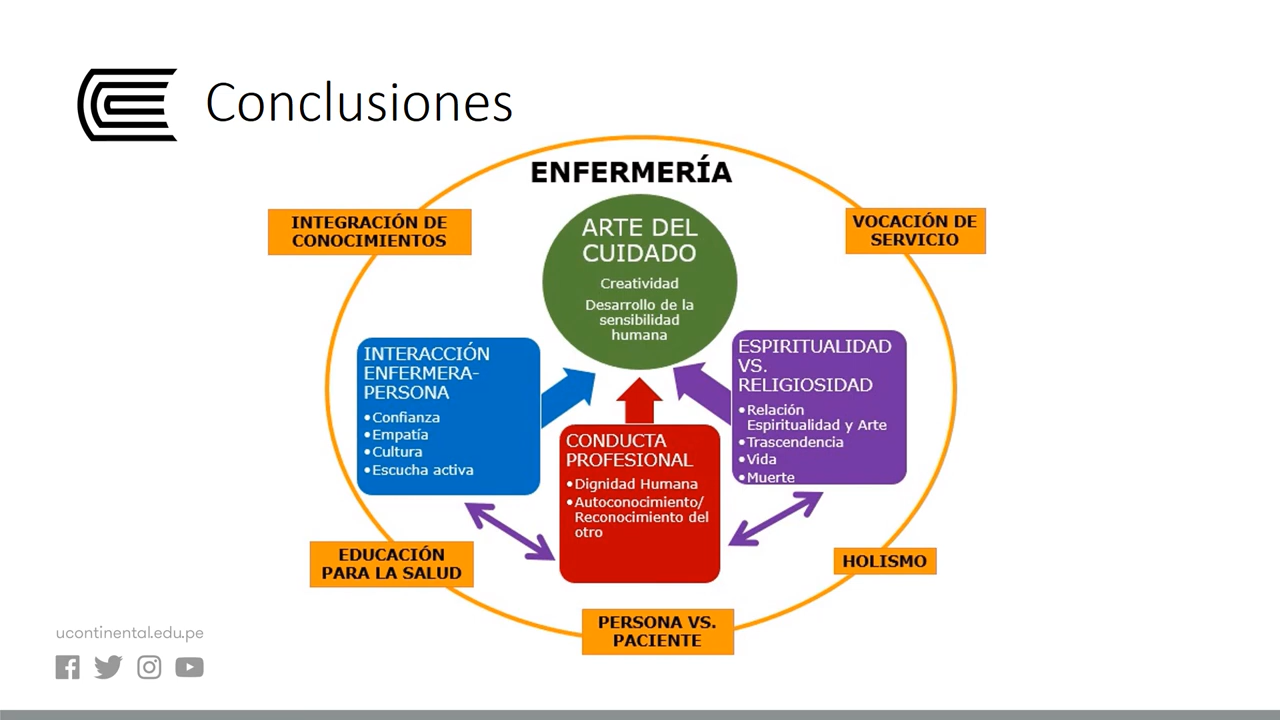 Conclusiones
ENFERMERÍA
INTEGRACIÓN DE
CONOCIMIENTOS
VOCACIÓN DE
SERVICIO
ARTE DEL
CUIDADO
Creatividad
Desarrollo de la
sensibilidad
humana
INTERACCIÓN
ENFERMERA-
PERSONA
•Confianza
•Empatía
•Cultura
•Escucha activa
CONDUCTA
PROFESIONAL
•Dignidad Humana
•Autoconocimiento/
Reconocimiento del
otro
ESPIRITUALIDAD
VS.
RELIGIOSIDAD
•Relación
Espiritualidad y Arte
•Trascendencia
•Vida
•Muerte
EDUCACIÓN
PARA LA SALUD
HOLISMO
PERSONA VS.
PACIENTE
ucontinental.edu.pe